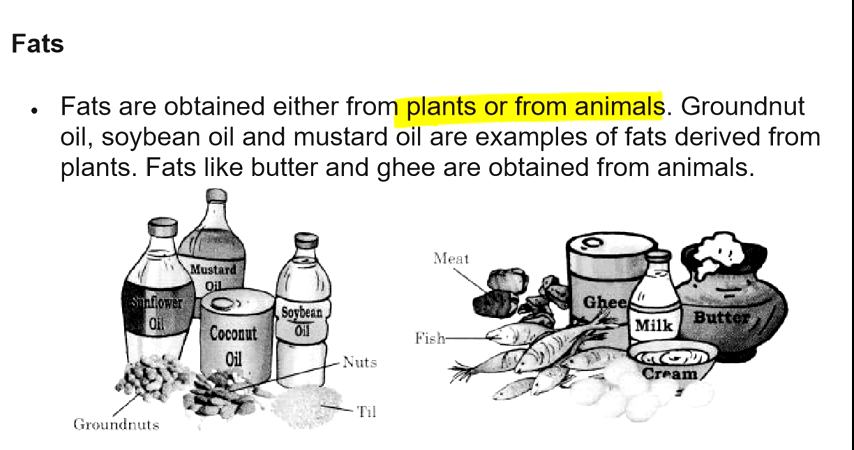 Fats
• Fats are obtained either from plants or from animals. Groundnut
oil, soybean oil and mustard oil are examples of fats derived from
plants. Fats like butter and ghee are obtained from animals.
Mustard
Oil
Sunflower
Oil
Coconut
Oil
Soybean
Oil
Nuts
Til
Groundnuts
Meat
Fish
Ghee
Milk
Butter
Cream